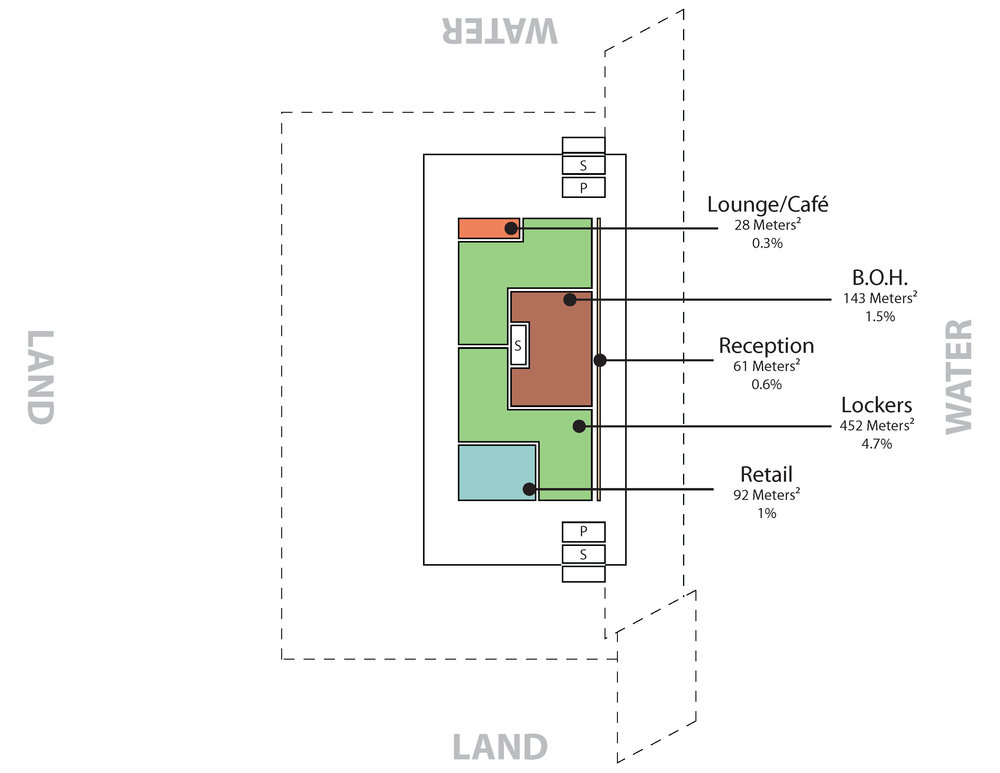 WATER
S
P
Lounge/Café
28 Meters²
0.3%
B.O.H.
143 Meters²
1.5%
LAND
S
Reception
61 Meters²
0.6%
WATER
Lockers
452 Meters²
4.7%
Retail
92 Meters²
1%
P
S
LAND